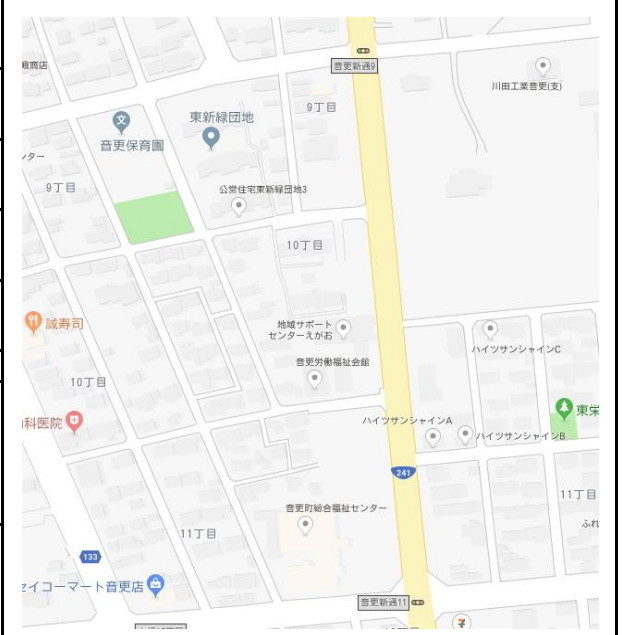 商店
音更新通9
川田工業音更(支)
9丁目
東新緑団地
音更保育園
ター
9丁目
公営住宅東新緑団地3
10丁目
地域サポート
センターえがお
誠寿司
ハイツサンシャインC
音更労働福祉会館
10丁目
東栄
科医院
ハイツサンシャインA
ハイツサンシャインB
241
11丁目
音更町総合福祉センター
ふれ
11丁目
133
セイコーマート音更店
音更新通11